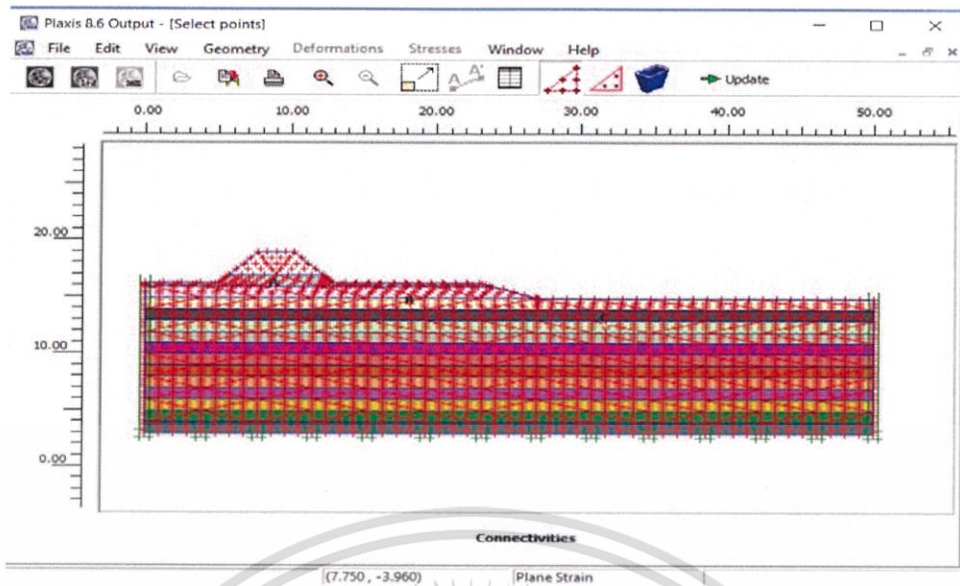 Plaxis 8.6 Output - [Select points]
File Edit View Geometry Deformations Stresses Window Help
Update
0.00 10.00 20.00 30.00 40.00 50.00
20.00
10.00
0.00
A
B
C
Connectivities
(7.750 , -3.960) Plane Strain